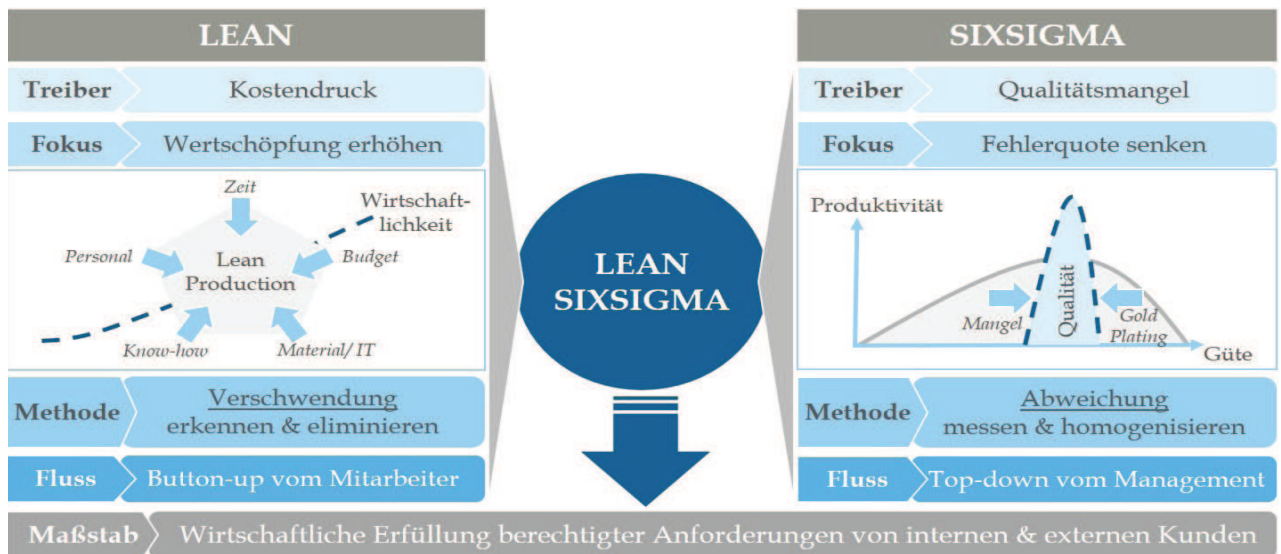 LEAN
Treiber
Kostendruck
Fokus
Wertschöpfung erhöhen
Zeit
Wirtschaft-
lichkeit
Personal
Budget
Lean
Production
Know-how
Material/ IT
Methode
Verschwendung
erkennen & eliminieren
Fluss
Button-up vom Mitarbeiter
LEAN
SIXSIGMA
SIXSIGMA
Treiber
Qualitätsmangel
Fokus
Fehlerquote senken
Produktivität
Qualität
Mangel
Gold
Plating
Güte
Methode
Abweichung
messen & homogenisieren
Fluss
Top-down vom Management
Maßstab
Wirtschaftliche Erfüllung berechtigter Anforderungen von internen & externen Kunden